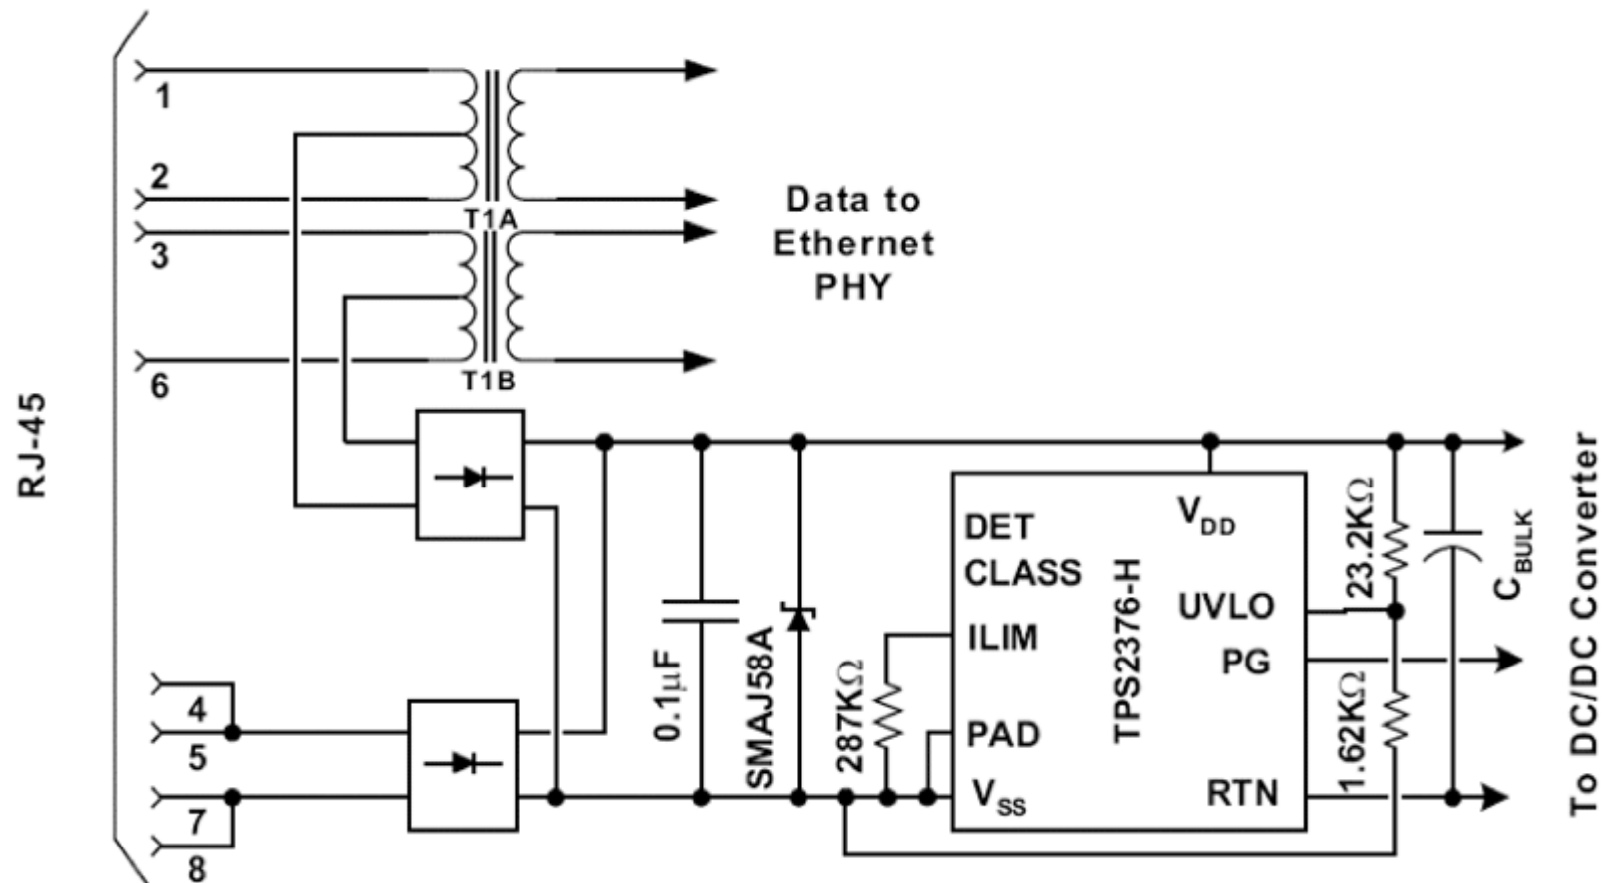 RJ-45
1
2
T1A
3
6
T1B
Data to
Ethernet
PHY
4
5
7
8
0.1μF
SMAJ58A
287KΩ
DET
CLASS
ILIM
PAD
VSS
TPS2376-H
VDD
UVLO
PG
RTN
23.2KΩ
1.62KΩ
CBULK
To DC/DC Converter